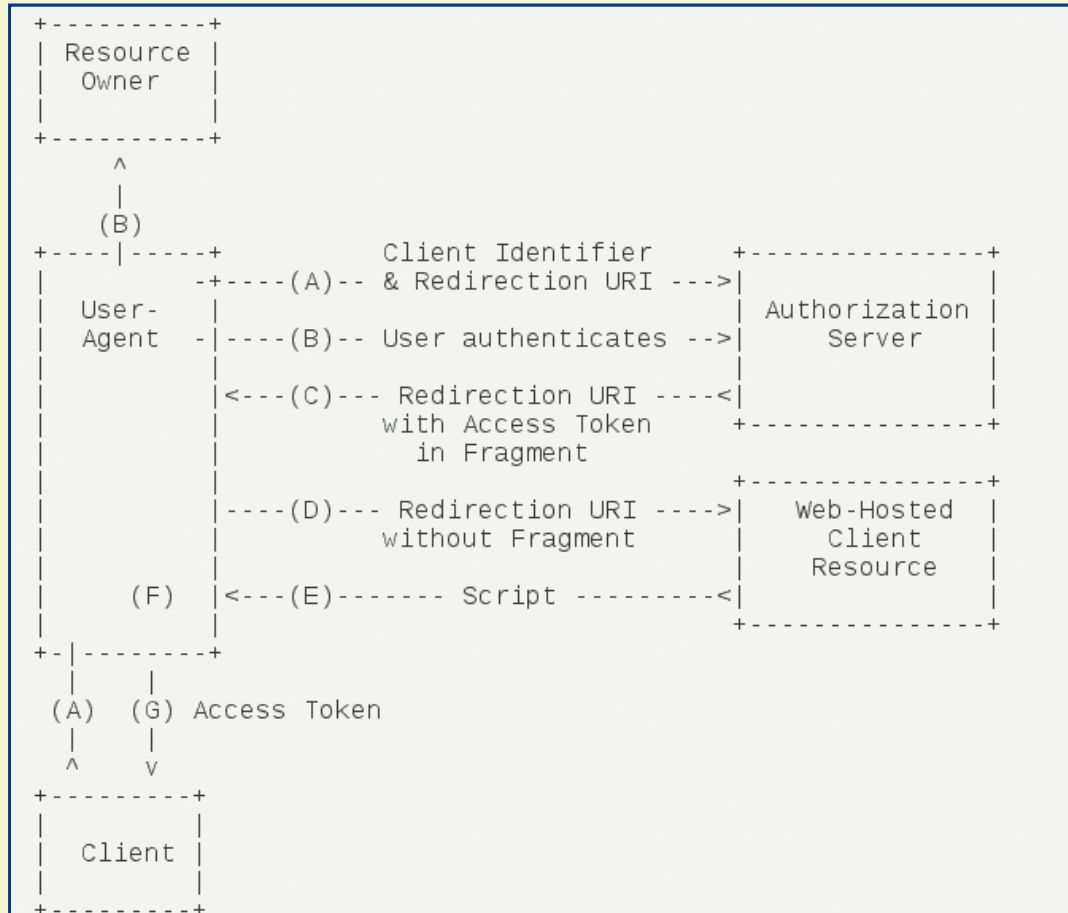 +----------+
| Resource |
|  Owner   |
|          |
+----------+
     ^
     |
    (B)
+----|-----+          Client Identifier     +---------------+
|         -+----(A)-- & Redirection URI --->|               |
|  User-   |                                | Authorization |
|  Agent  -|----(B)-- User authenticates -->|     Server    |
|          |                                |               |
|          |<---(C)--- Redirection URI ----<|               |
|          |          with Access Token     +---------------+
|          |            in Fragment
|          |                                +---------------+
|          |----(D)--- Redirection URI ---->|   Web-Hosted  |
|          |          without Fragment      |     Client    |
|          |                                |    Resource   |
|     (F)  |<---(E)------- Script ---------<|               |
|          |                                +---------------+
+-|--------+
  |    |
 (A)  (G) Access Token
  |    |
  ^    v
+---------+
|         |
|  Client |
|         |
+---------+